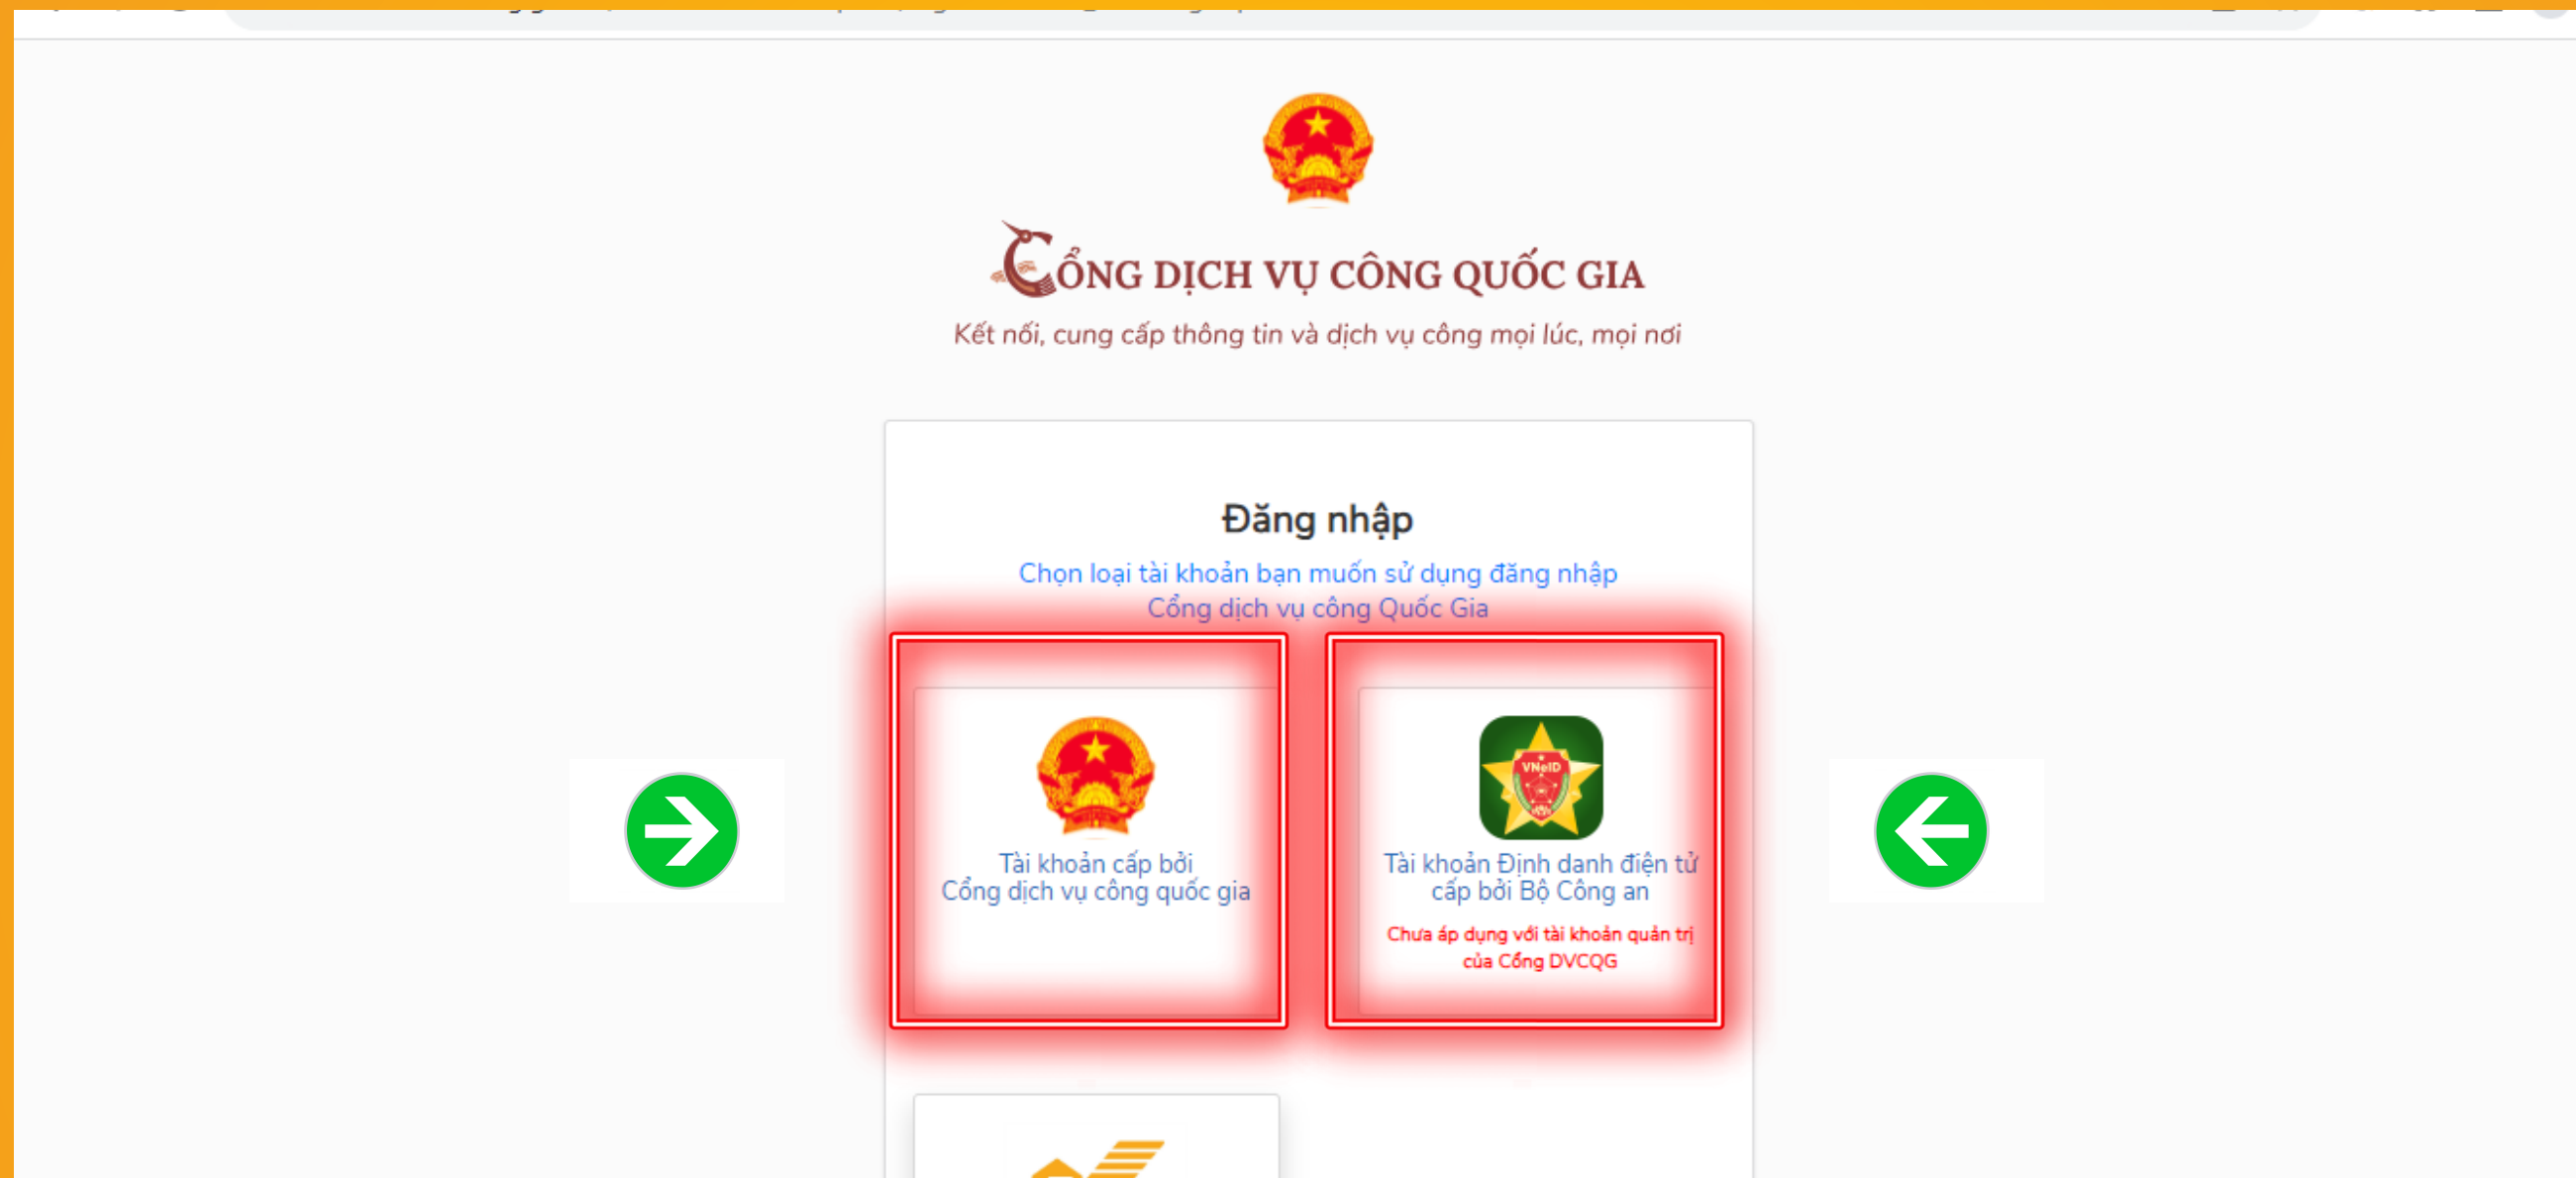 CỔNG DỊCH VỤ CÔNG QUỐC GIA
Kết nối, cung cấp thông tin và dịch vụ công mọi lúc, mọi nơi
Đăng nhập
Chọn loại tài khoản bạn muốn sử dụng đăng nhập
Cổng dịch vụ công Quốc Gia
Tài khoản cấp bởi
Cổng dịch vụ công quốc gia
VNeID
Tài khoản Định danh điện tử
cấp bởi Bộ Công an
Chưa áp dụng với tài khoản quản trị
của Cổng DVCQG